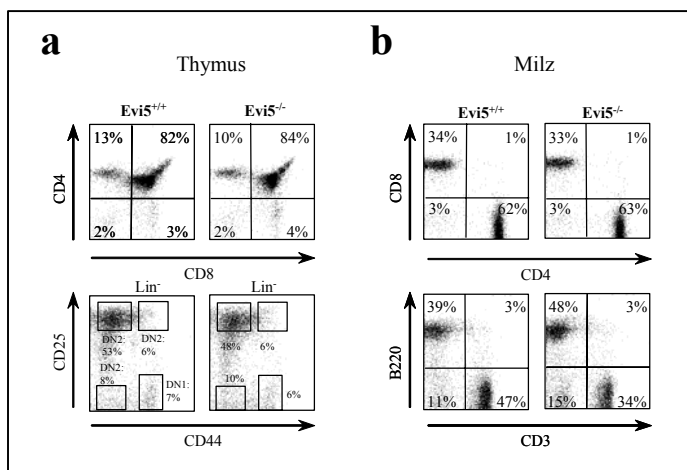 a
Thymus
Evi5+/+
Evi5-/-
13%
82%
10%
84%
CD4
2%
3%
2%
4%
CD8
Lin-
Lin-
CD25
DN2:
53%
DN2:
6%
48%
6%
DN2:
8%
DN1:
7%
10%
6%
CD44
b
Milz
Evi5+/+
Evi5-/-
34%
1%
33%
1%
CD8
3%
62%
3%
63%
CD4
39%
3%
48%
3%
B220
11%
47%
15%
34%
CD3